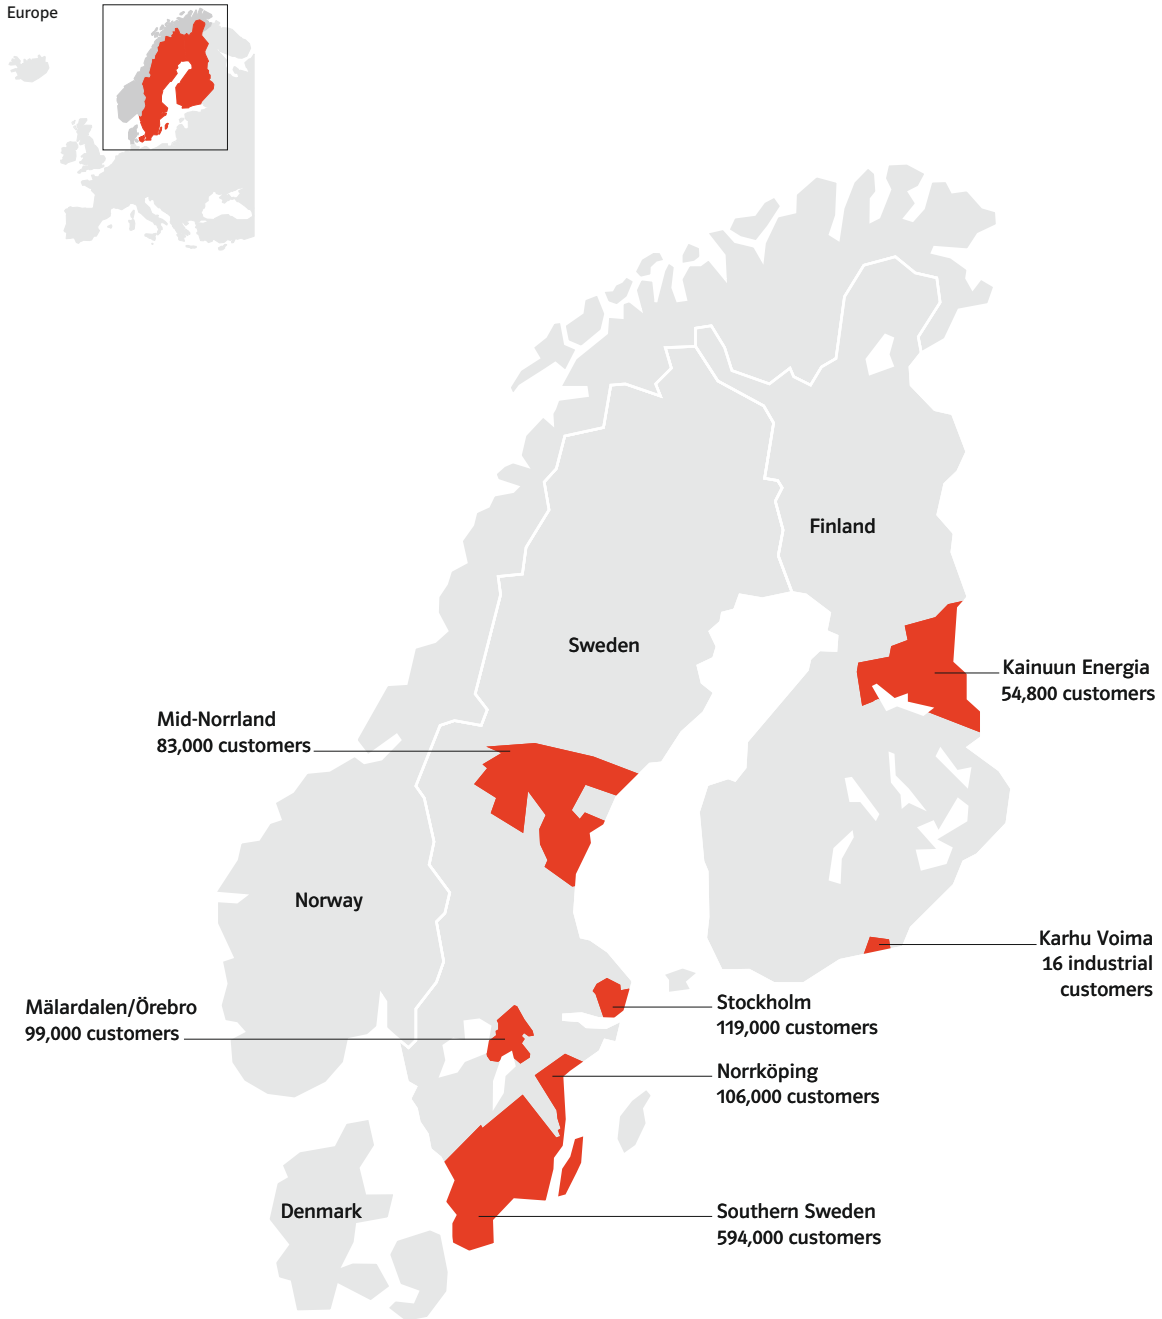 Europe
Finland
Sweden
Kainuun Energia
54,800 customers
Mid-Norrland
83,000 customers
Norway
Karhu Voima
16 industrial
customers
Mälardalen/Örebro
99,000 customers
Stockholm
119,000 customers
Norrköping
106,000 customers
Denmark
Southern Sweden
594,000 customers